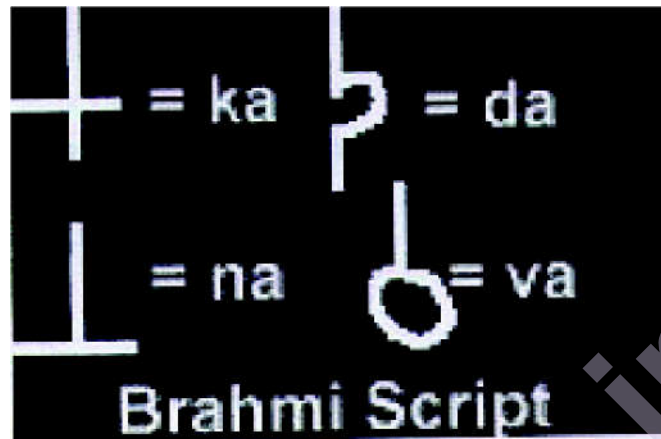 𑀓 = ka 𑀤 = da
𑀦 = na 𑀯 = va
Brahmi Script